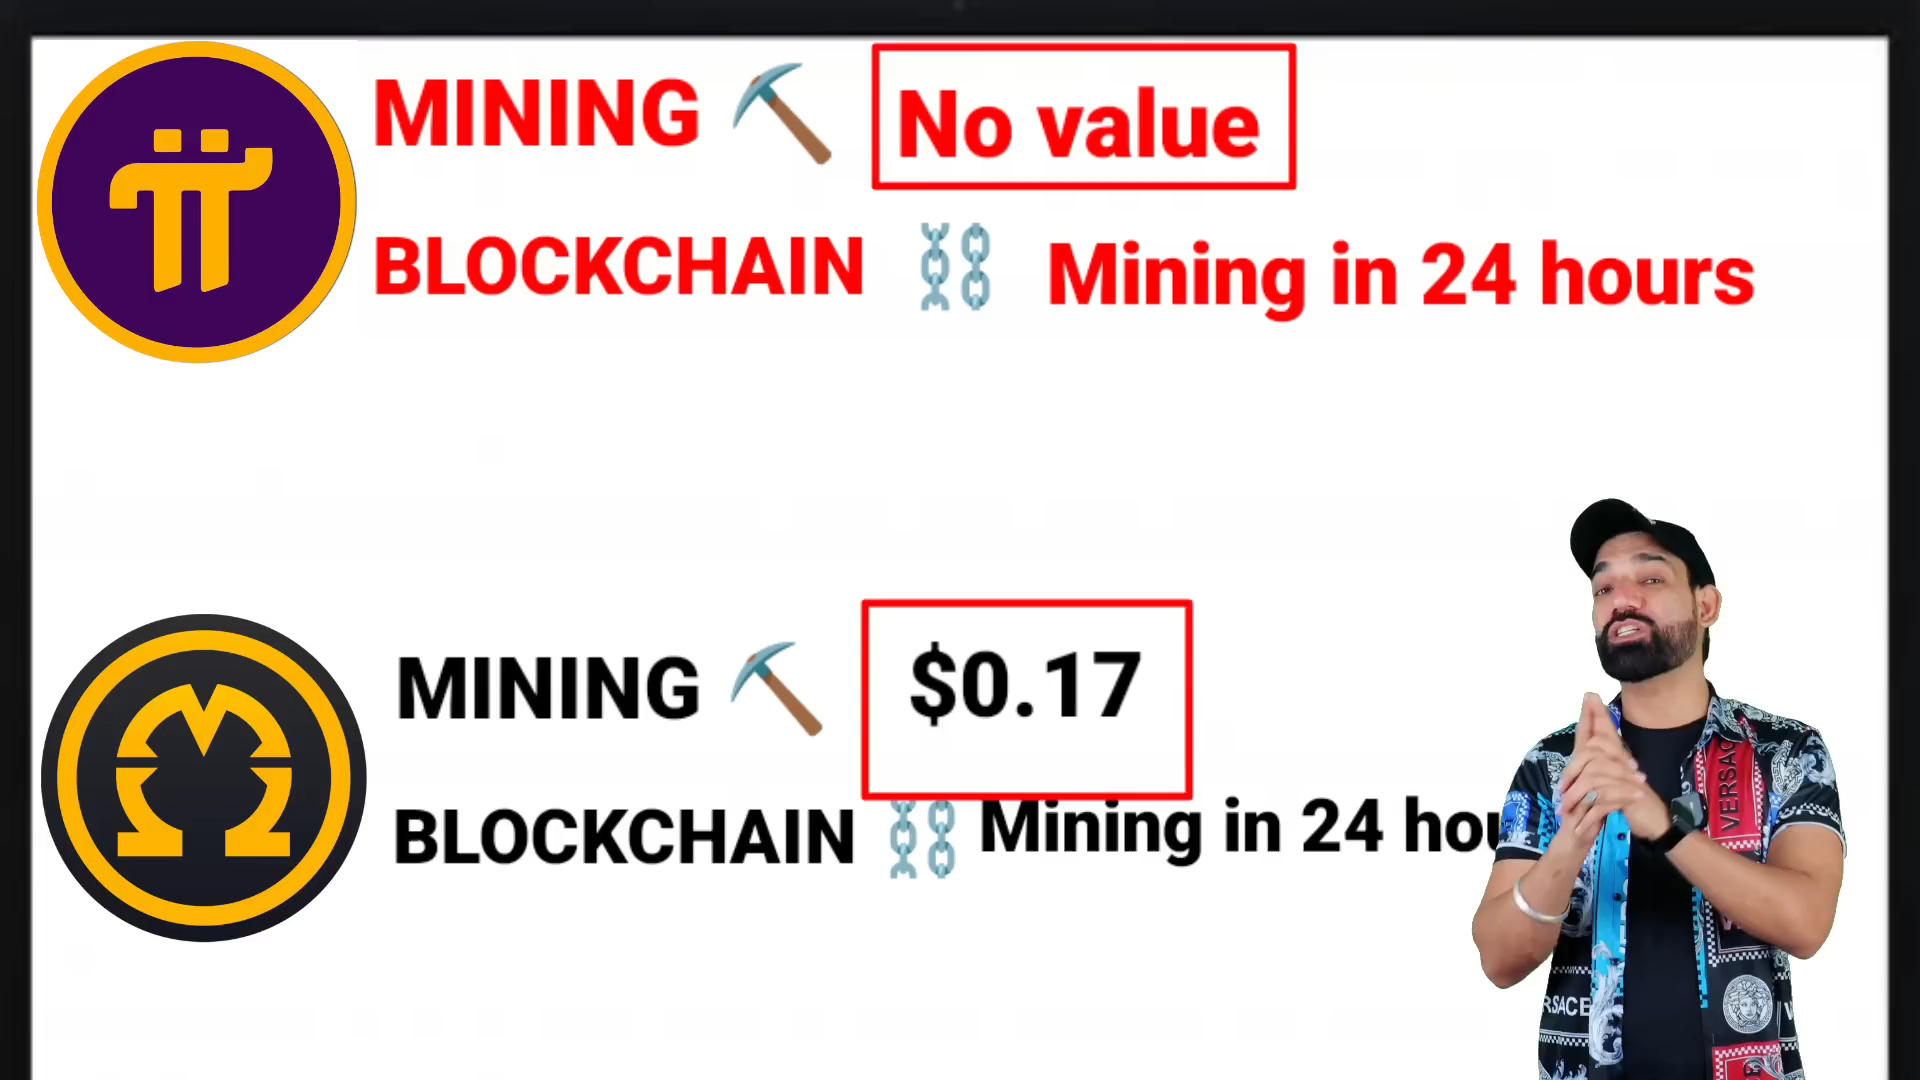 MINING No value
BLOCKCHAIN Mining in 24 hours
MINING $0.17
BLOCKCHAIN Mining in 24 hou
VERSAC
RSACE